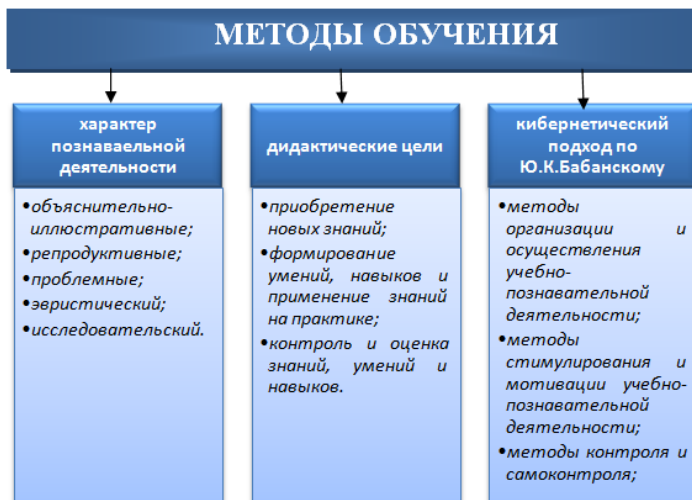 МЕТОДЫ ОБУЧЕНИЯ
характер
познаваельной
деятельности
•объяснительно-
иллюстративные;
•репродуктивные;
•проблемные;
•эвристический;
•исследовательский.
дидактические цели
•приобретение
новых знаний;
•формирование
умений, навыков и
применение знаний
на практике;
•контроль и оценка
знаний, умений и
навыков.
кибернетический
подход по
Ю.К.Бабанскому
•методы
организации и
осуществления
учебно-
познавательной
деятельности;
•методы
стимулирования и
мотивации учебно-
познавательной
деятельности;
•методы контроля и
самоконтроля;